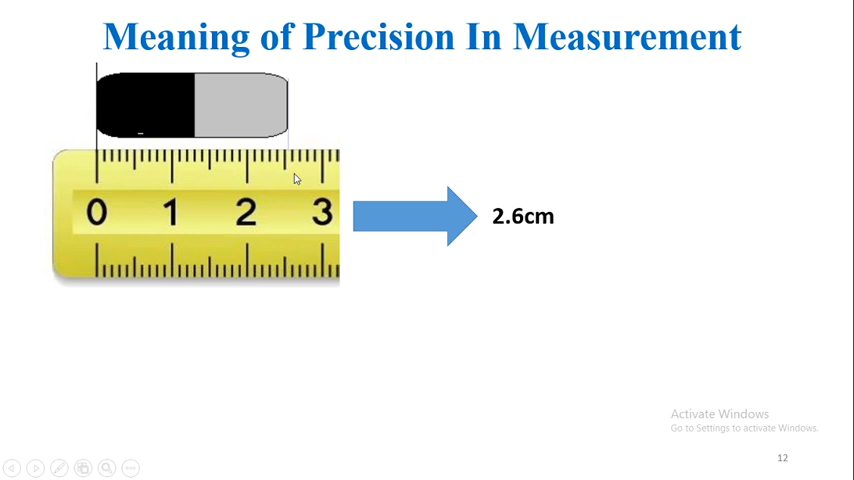 Meaning of Precision In Measurement
0 1 2 3
2.6cm
Activate Windows
Go to Settings to activate Windows.
12